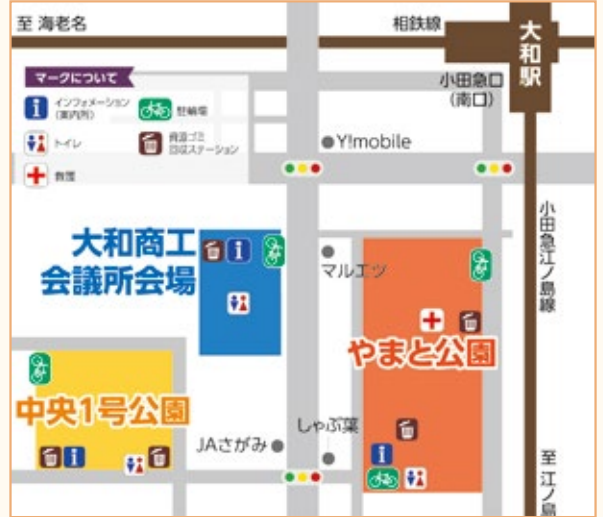 至 海老名
相鉄線
大和駅
マークについて
小田急口
(南口)
インフォメーション
(案内所)
駐輪場
トイレ
資源ゴミ
回収ステーション
救護
Y!mobile
小田急江ノ島線
大和商工
会議所会場
マルエツ
やまと公園
中央1号公園
しゃぶ葉
JAさがみ
至 江ノ島